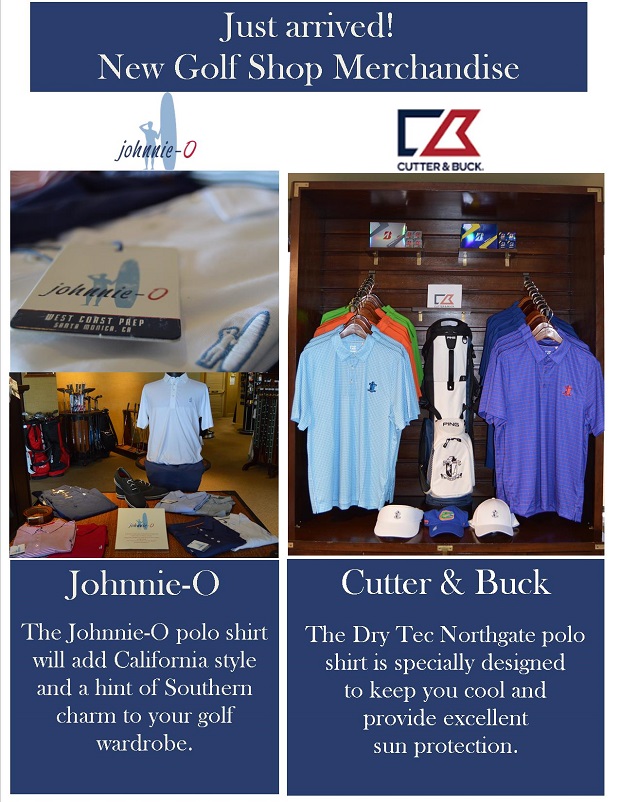 Just arrived!
New Golf Shop Merchandise
johnnie-O
CUTTER & BUCK
johnnie-O
WEST COAST PREP
SANTA MONICA, CA
PING
PING
Johnnie-O
The Johnnie-O polo shirt
will add California style
and a hint of Southern
charm to your golf
wardrobe.
Cutter & Buck
The Dry Tec Northgate polo
shirt is specially designed
to keep you cool and
provide excellent
sun protection.